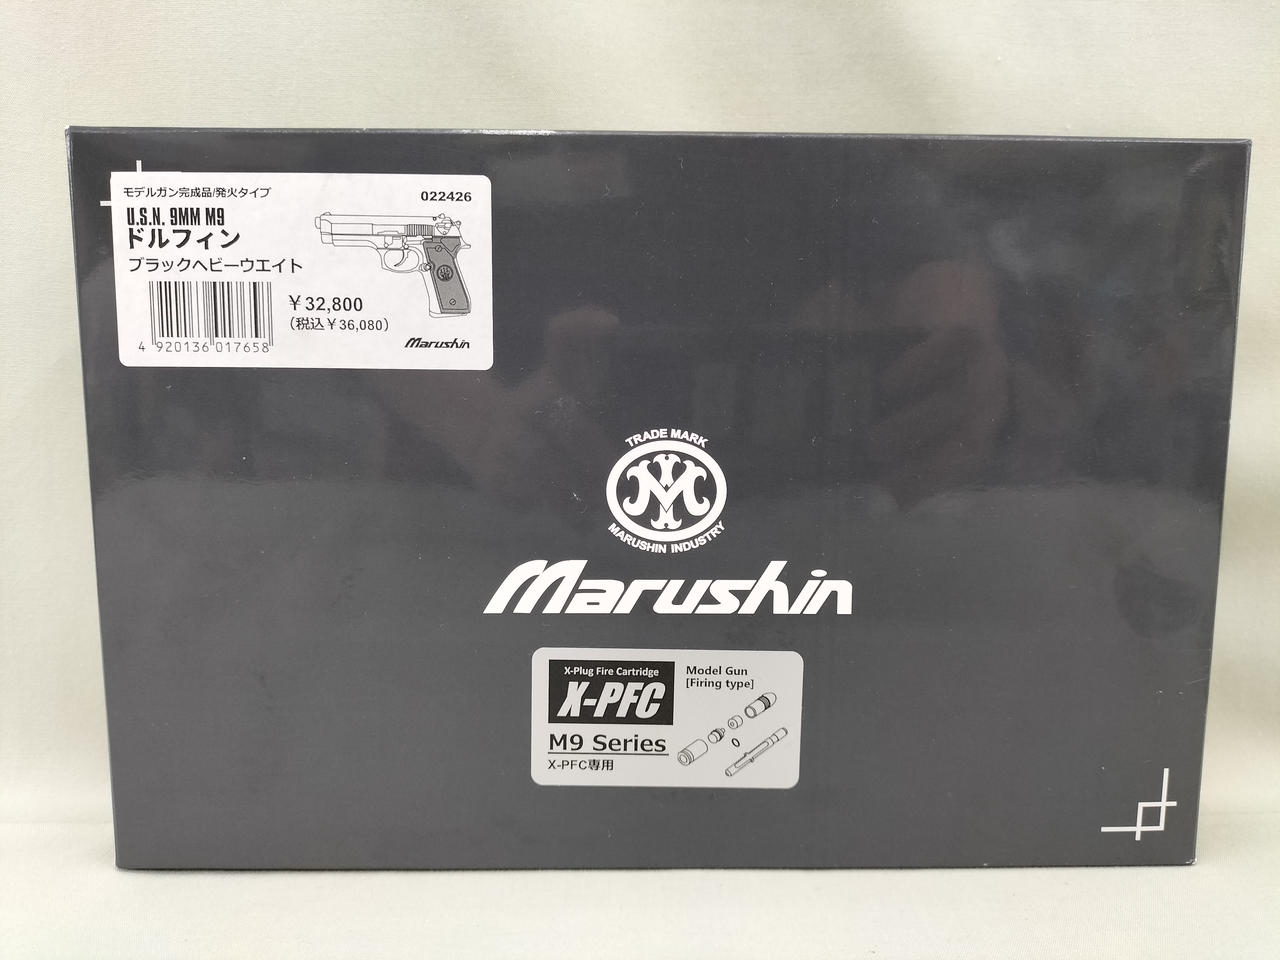 モデルガン完成品/発火タイプ
022426
U.S.N. 9MM M9
ドルフィン
ブラックヘビーウエイト
¥32,800
(税込¥36,080)
4 920136 017658
Marushin
TRADE MARK
M
MARUSHIN INDUSTRY
Marushin
X-Plug Fire Cartridge
X-PFC
Model Gun
[Firing type]
M9 Series
X-PFC専用